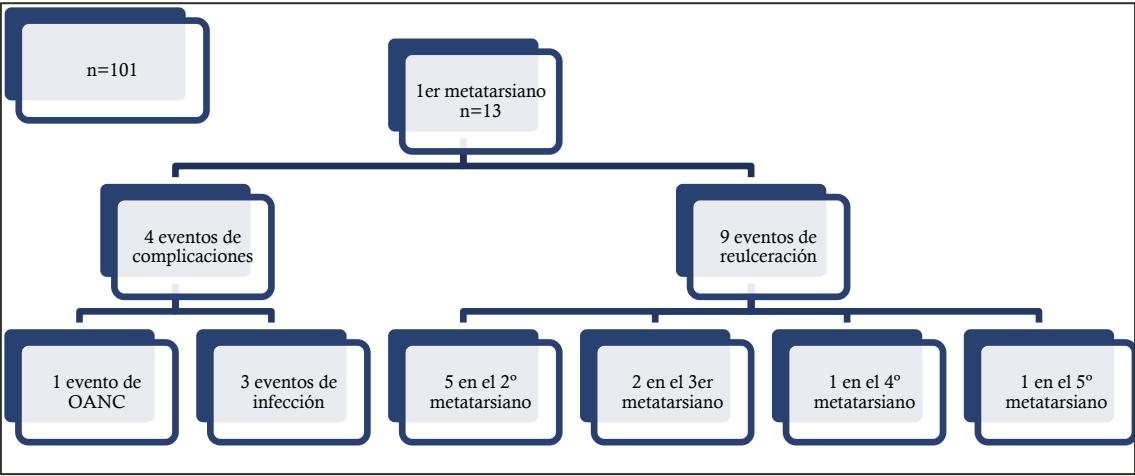 n=101
1er metatarsiano
n=13
4 eventos de
complicaciones
9 eventos de
reulceración
1 evento de
OANC
3 eventos de
infección
5 en el 2º
metatarsiano
2 en el 3er
metatarsiano
1 en el 4º
metatarsiano
1 en el 5º
metatarsiano